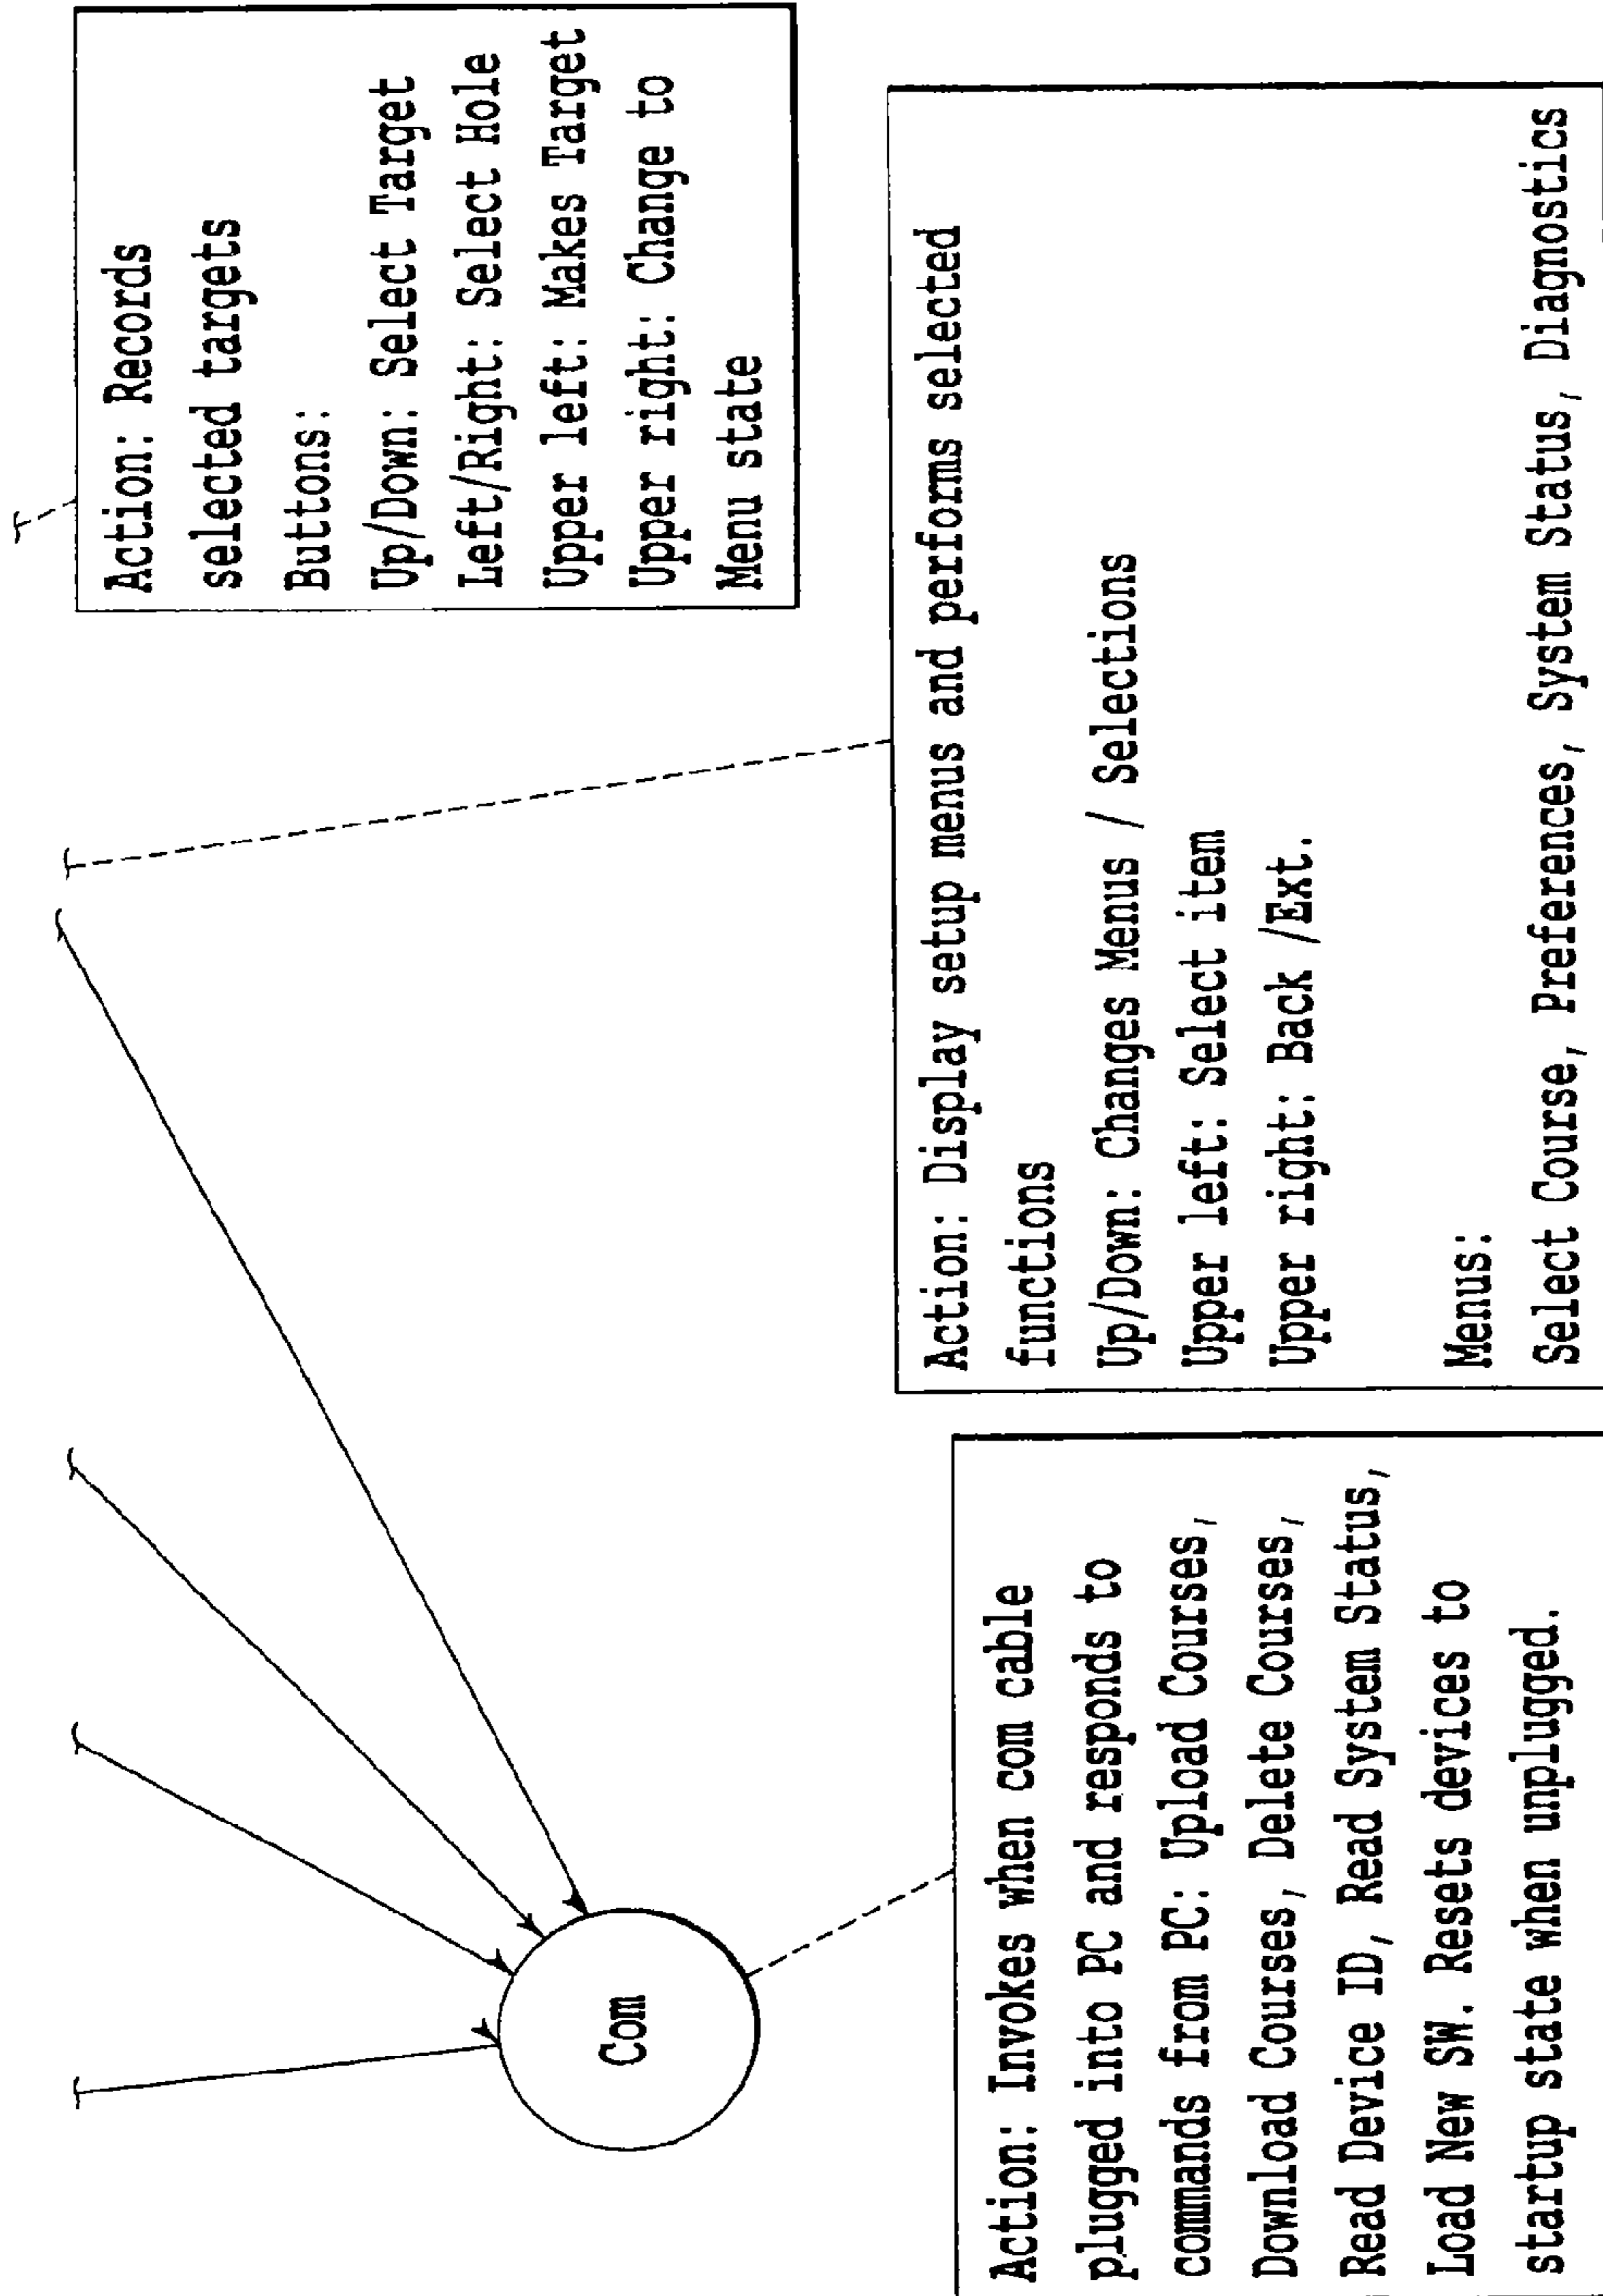 Com
Action: Invokes when com cable
plugged into PC and responds to
commands from PC: Upload Courses,
Download Courses, Delete Courses,
Read Device ID, Read System Status,
Load New SW. Resets devices to
startup state when unplugged.
Action: Display setup menus and performs selected
functions
Up/Down: Changes Menus / Selections
Upper left: Select item
Upper right: Back /Ext.
Menus:
Select Course, Preferences, System Status, Diagnostics
Action: Records
selected targets
Buttons:
Up/Down: Select Target
Left/Right: Select Hole
Upper left: Makes Target
Upper right: Change to
Menu state